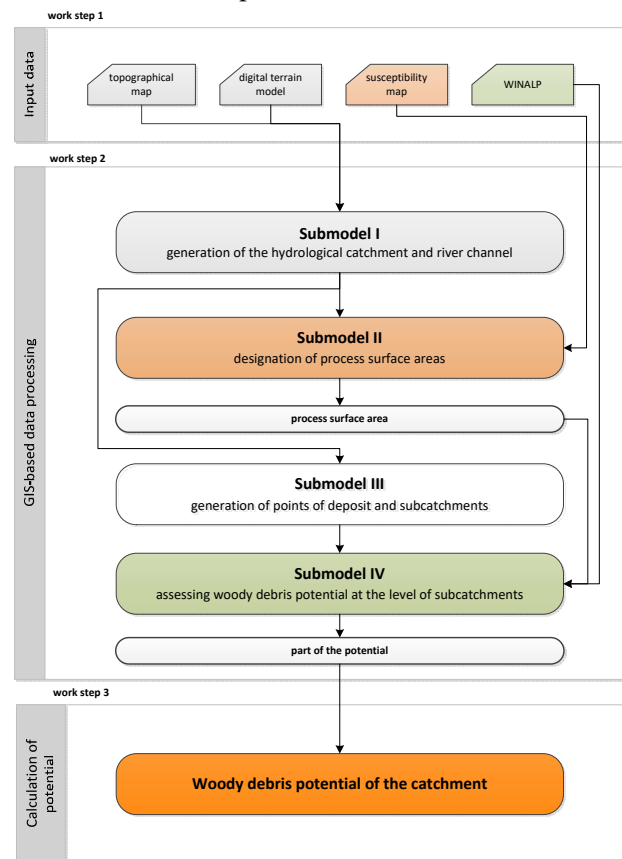 work step 1
Input data
topographical
map
digital terrain
model
susceptibility
map
WINALP
work step 2
GIS-based data processing
Submodel I
generation of the hydrological catchment and river channel
Submodel II
designation of process surface areas
process surface area
Submodel III
generation of points of deposit and subcatchments
Submodel IV
assessing woody debris potential at the level of subcatchments
part of the potential
work step 3
Calculation of
potential
Woody debris potential of the catchment